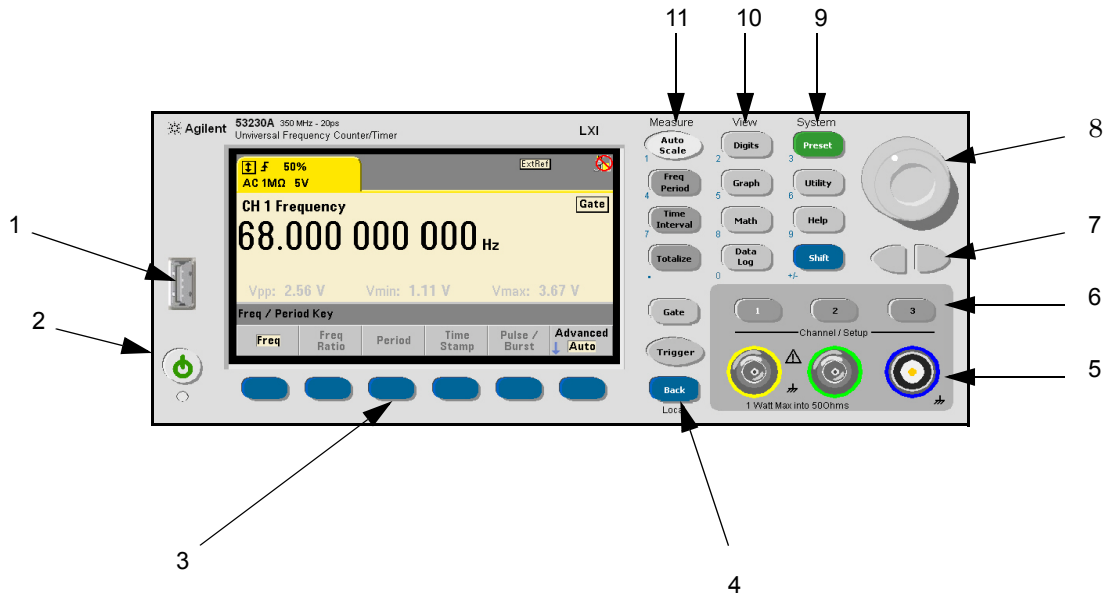 11
10
9
8
7
6
5
4
3
2
1
Agilent
53230A 350 MHz - 20ps
Universal Frequency Counter/Timer
LXI
50%
AC 1MΩ 5V
ExtRef
CH 1 Frequency
Gate
68.000 000 000 Hz
Vpp: 2.56 V Vmin: 1.11 V Vmax: 3.67 V
Freq / Period Key
Freq
Freq Ratio
Period
Time Stamp
Pulse / Burst
Advanced
Auto
Measure
View
System
Auto Scale
1
Digits
2
Preset
3
Freq Period
4
Graph
5
Utility
6
Time Interval
7
Math
8
Help
9
Totalize
.
Data Log
0
Shift
+/-
Gate
Trigger
Back
Local
1
2
3
Channel / Setup
1 Watt Max into 50Ohms